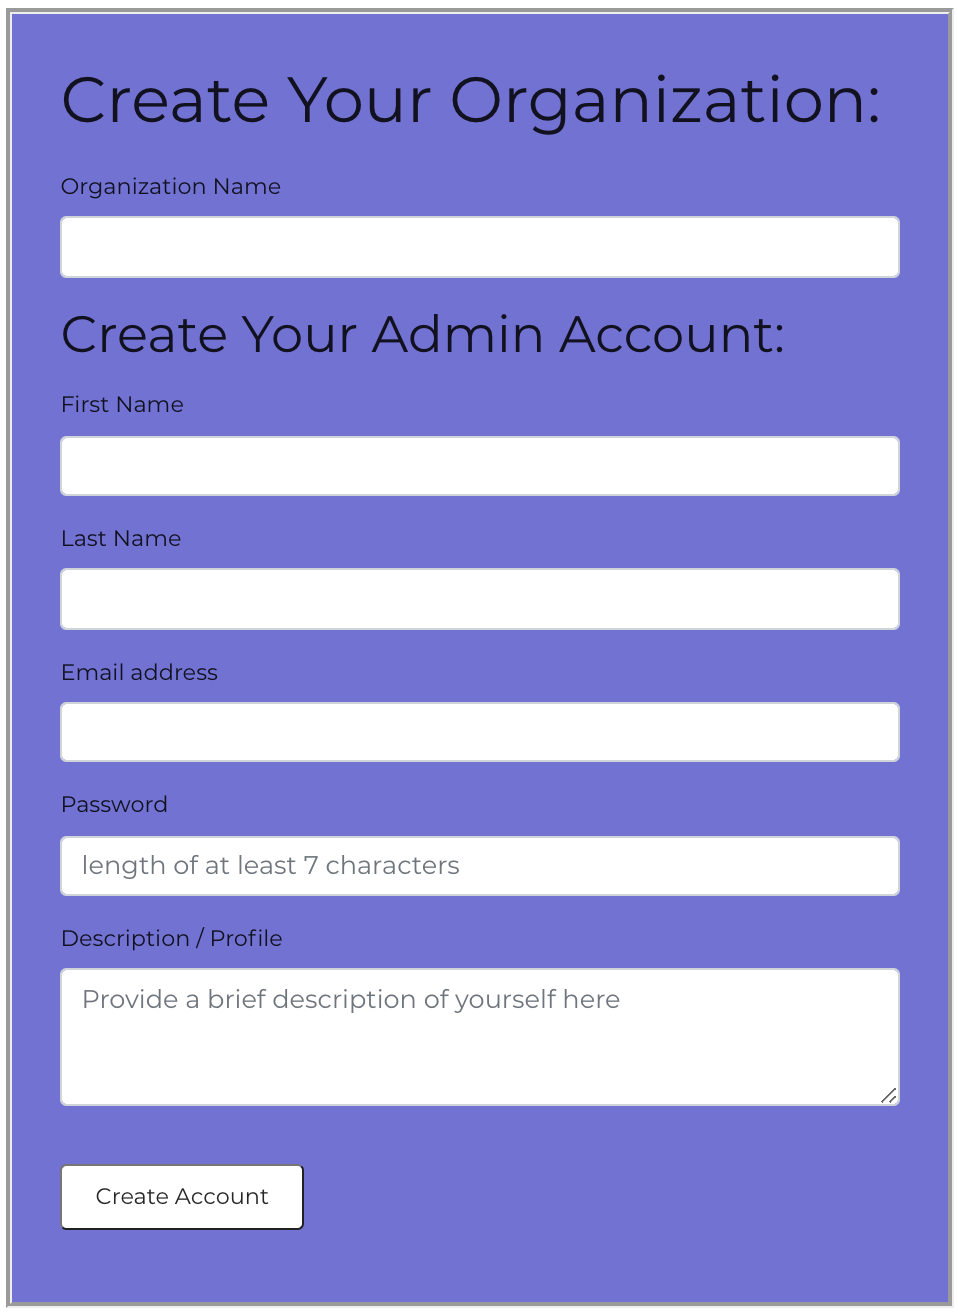 Create Your Organization:
Organization Name
Create Your Admin Account:
First Name
Last Name
Email address
Password
length of at least 7 characters
Description / Profile
Provide a brief description of yourself here
Create Account